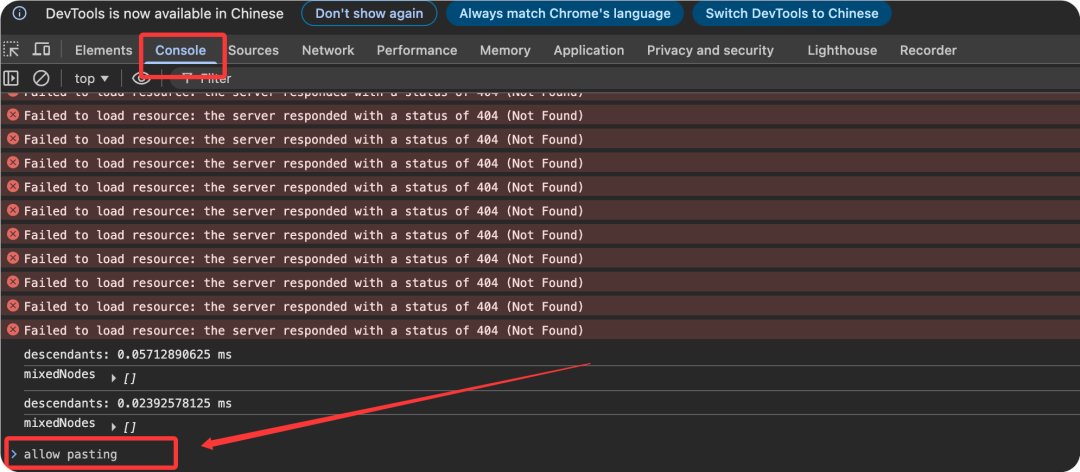 DevTools is now available in Chinese Don't show again Always match Chrome's language Switch DevTools to Chinese
Elements Console Sources Network Performance Memory Application Privacy and security Lighthouse Recorder
top Filter
Failed to load resource: the server responded with a status of 404 (Not Found)
Failed to load resource: the server responded with a status of 404 (Not Found)
Failed to load resource: the server responded with a status of 404 (Not Found)
Failed to load resource: the server responded with a status of 404 (Not Found)
Failed to load resource: the server responded with a status of 404 (Not Found)
Failed to load resource: the server responded with a status of 404 (Not Found)
Failed to load resource: the server responded with a status of 404 (Not Found)
Failed to load resource: the server responded with a status of 404 (Not Found)
Failed to load resource: the server responded with a status of 404 (Not Found)
Failed to load resource: the server responded with a status of 404 (Not Found)
Failed to load resource: the server responded with a status of 404 (Not Found)
descendants: 0.05712890625 ms
mixedNodes ▸ []
descendants: 0.02392578125 ms
mixedNodes ▸ []
> allow pasting